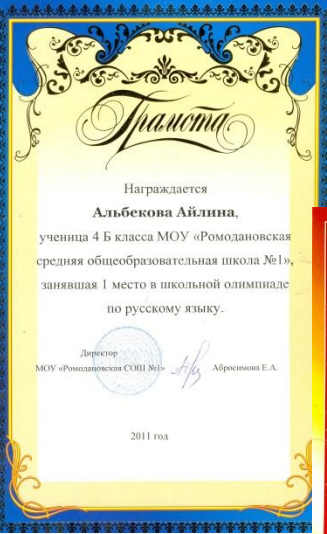 Грамота
Награждается
Альбекова Айлина,
ученица 4 Б класса МОУ «Ромодановская
средняя общеобразовательная школа №1»,
занявшая 1 место в школьной олимпиаде
по русскому языку.
Директор
МОУ «Ромодановская СОШ №1» Абросимова Е.А.
2011 год